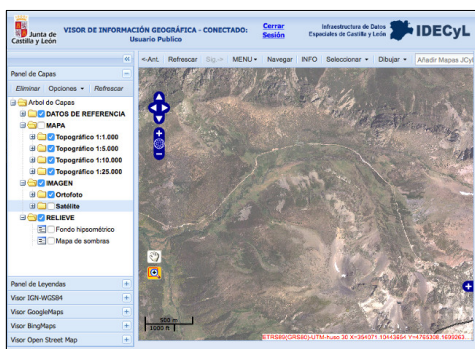 Junta de
Castilla y León
VISOR DE INFORMACIÓN GEOGRÁFICA - CONECTADO:
Usuario Publico
Cerrar
Sesión
Infraestructura de Datos
Espaciales de Castilla y León
IDECyL
<-Ant. Refrescar Sig.-> MENU Navegar INFO Seleccionar Dibujar Añadir Mapas JCyL
Panel de Capas
Eliminar Opciones Refrescar
Arbol de Capas
DATOS DE REFERENCIA
MAPA
Topográfico 1:1.000
Topográfico 1:5.000
Topográfico 1:10.000
Topográfico 1:25.000
IMAGEN
Ortofoto
Satélite
RELIEVE
Fondo hipsométrico
Mapa de sombras
Panel de Leyendas
Visor IGN-WGS84
Visor GoogleMaps
Visor BingMaps
Visor Open Street Map
500 m
1000 ft